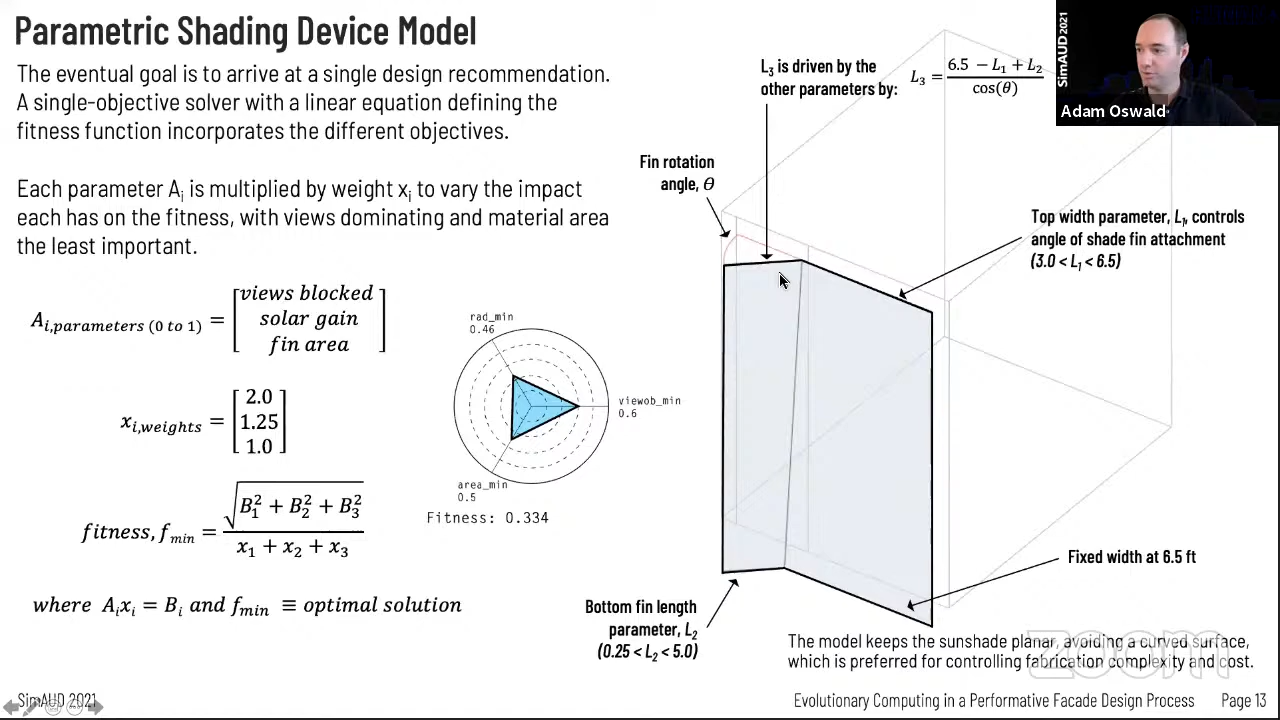 Parametric Shading Device Model
The eventual goal is to arrive at a single design recommendation.
A single-objective solver with a linear equation defining the
fitness function incorporates the different objectives.
Each parameter Aᵢ is multiplied by weight xᵢ to vary the impact
each has on the fitness, with views dominating and material area
the least important.
A_{i,parameters (0 to 1)} = [views blocked
solar gain
fin area]
x_{i,weights} = [2.0
1.25
1.0]
fitness, f_{min} = √(B₁² + B₂² + B₃²) / (x₁ + x₂ + x₃)
where Aᵢxᵢ = Bᵢ and f_{min} ≡ optimal solution
rad_min
0.46
viewob_min
0.6
area_min
0.5
Fitness: 0.334
L₃ is driven by the
other parameters by:
L₃ = (6.5 − L₁ + L₂) / cos(θ)
Fin rotation
angle, θ
Top width parameter, L₁, controls
angle of shade fin attachment
(3.0 < L₁ < 6.5)
Fixed width at 6.5 ft
Bottom fin length
parameter, L₂
(0.25 < L₂ < 5.0)
The model keeps the sunshade planar, avoiding a curved surface,
which is preferred for controlling fabrication complexity and cost.
zoom
SimAUD 2021
Evolutionary Computing in a Performative Facade Design Process Page 13
SimAUD2021
Adam Oswald